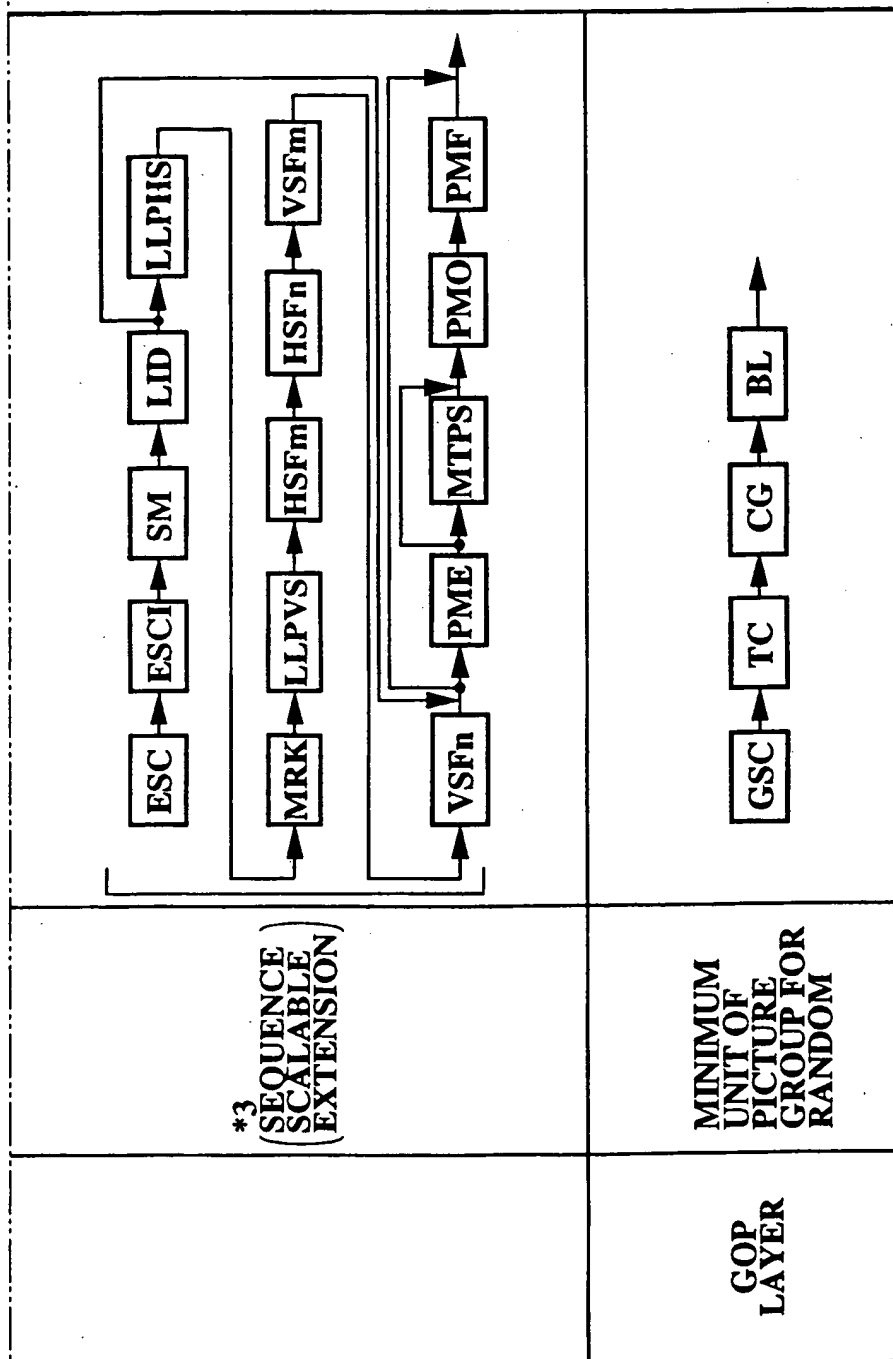 *3
(SEQUENCE
SCALABLE
EXTENSION)
ESC
ESCI
SM
LID
LLPHS
MRK
LLPVS
HSFm
HSFn
VSFm
VSFn
PME
MTPS
PMO
PMF
GOP
LAYER
MINIMUM
UNIT OF
PICTURE
GROUP FOR
RANDOM
GSC
TC
CG
BL